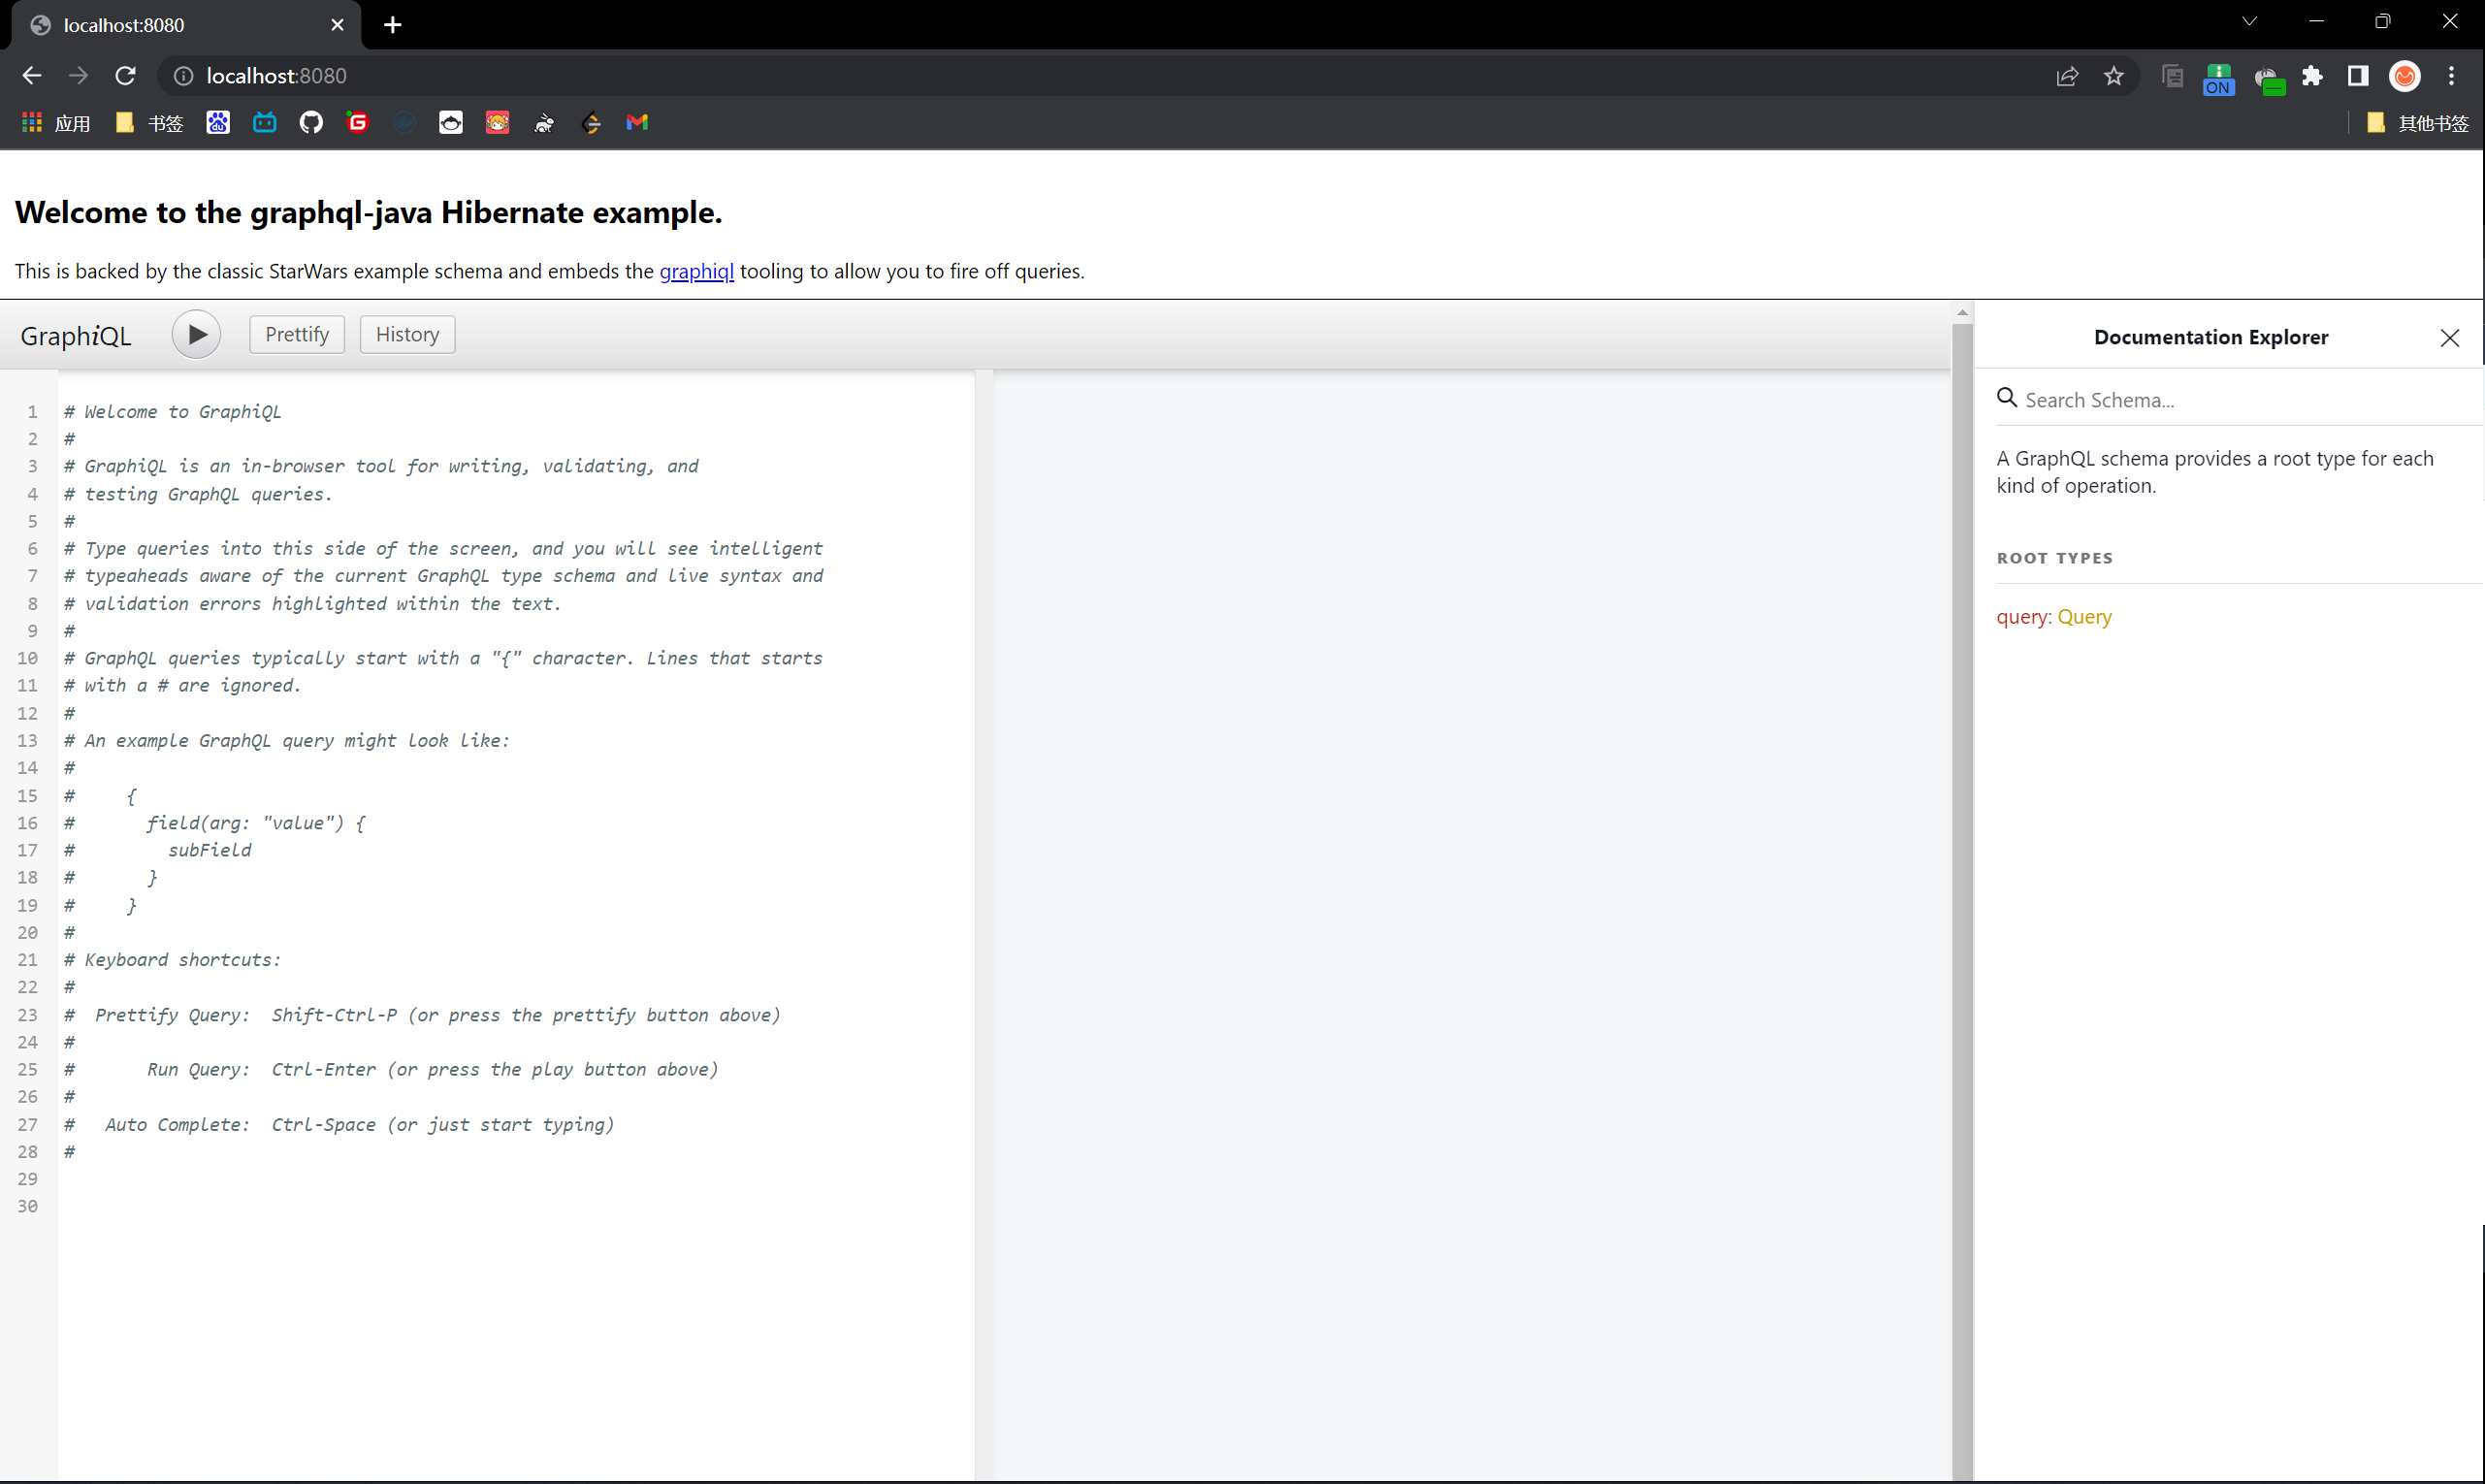 localhost:8080
localhost:8080
ON
应用
书签
du
G
其他书签
Welcome to the graphql-java Hibernate example.
This is backed by the classic StarWars example schema and embeds the graphiql tooling to allow you to fire off queries.
GraphiQL
Prettify
History
1 # Welcome to GraphiQL
2 #
3 # GraphiQL is an in-browser tool for writing, validating, and
4 # testing GraphQL queries.
5 #
6 # Type queries into this side of the screen, and you will see intelligent
7 # typeaheads aware of the current GraphQL type schema and live syntax and
8 # validation errors highlighted within the text.
9 #
10 # GraphQL queries typically start with a "{" character. Lines that starts
11 # with a # are ignored.
12 #
13 # An example GraphQL query might look like:
14 #
15 #     {
16 #       field(arg: "value") {
17 #         subField
18 #       }
19 #     }
20 #
21 # Keyboard shortcuts:
22 #
23 #  Prettify Query:  Shift-Ctrl-P (or press the prettify button above)
24 #
25 #       Run Query:  Ctrl-Enter (or press the play button above)
26 #
27 #   Auto Complete:  Ctrl-Space (or just start typing)
28 #
29
30
Documentation Explorer
Search Schema...
A GraphQL schema provides a root type for each
kind of operation.
ROOT TYPES
query: Query